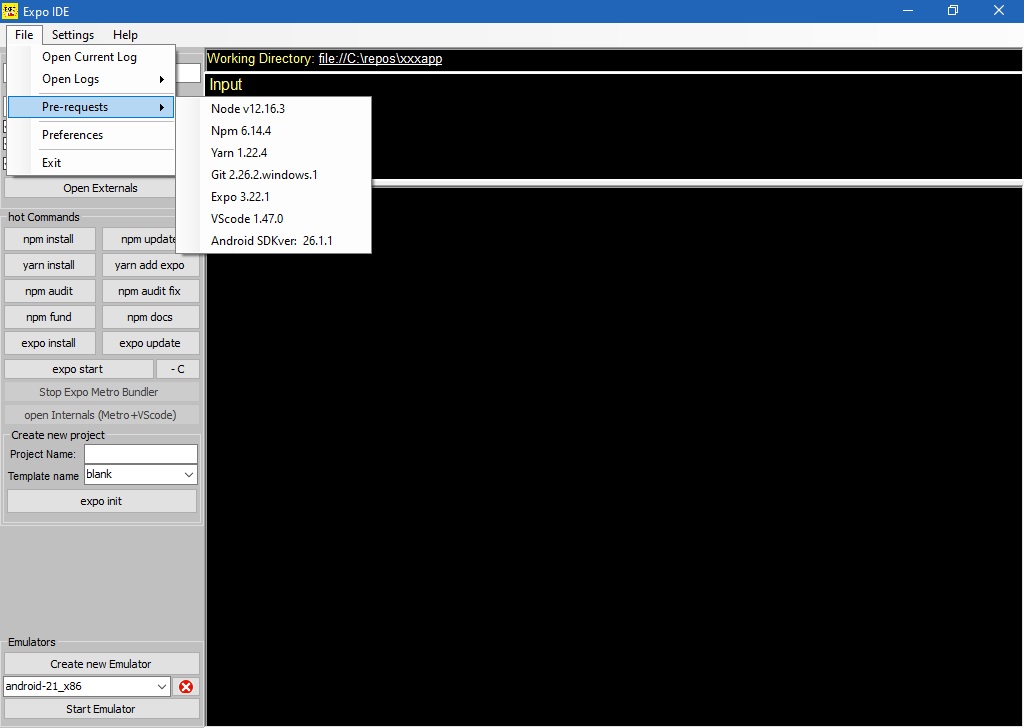 Expo IDE
File Settings Help
Open Current Log
Open Logs
Pre-requests
Preferences
Exit
Node v12.16.3
Npm 6.14.4
Yarn 1.22.4
Git 2.26.2.windows.1
Expo 3.22.1
VScode 1.47.0
Android SDKver: 26.1.1
Working Directory: file://C:\repos\xxxapp
Input
Open Externals
hot Commands
npm install npm update
yarn install yarn add expo
npm audit npm audit fix
npm fund npm docs
expo install expo update
expo start - C
Stop Expo Metro Bundler
open Internals (Metro+VScode)
Create new project
Project Name:
Template name blank
expo init
Emulators
Create new Emulator
android-21_x86
Start Emulator